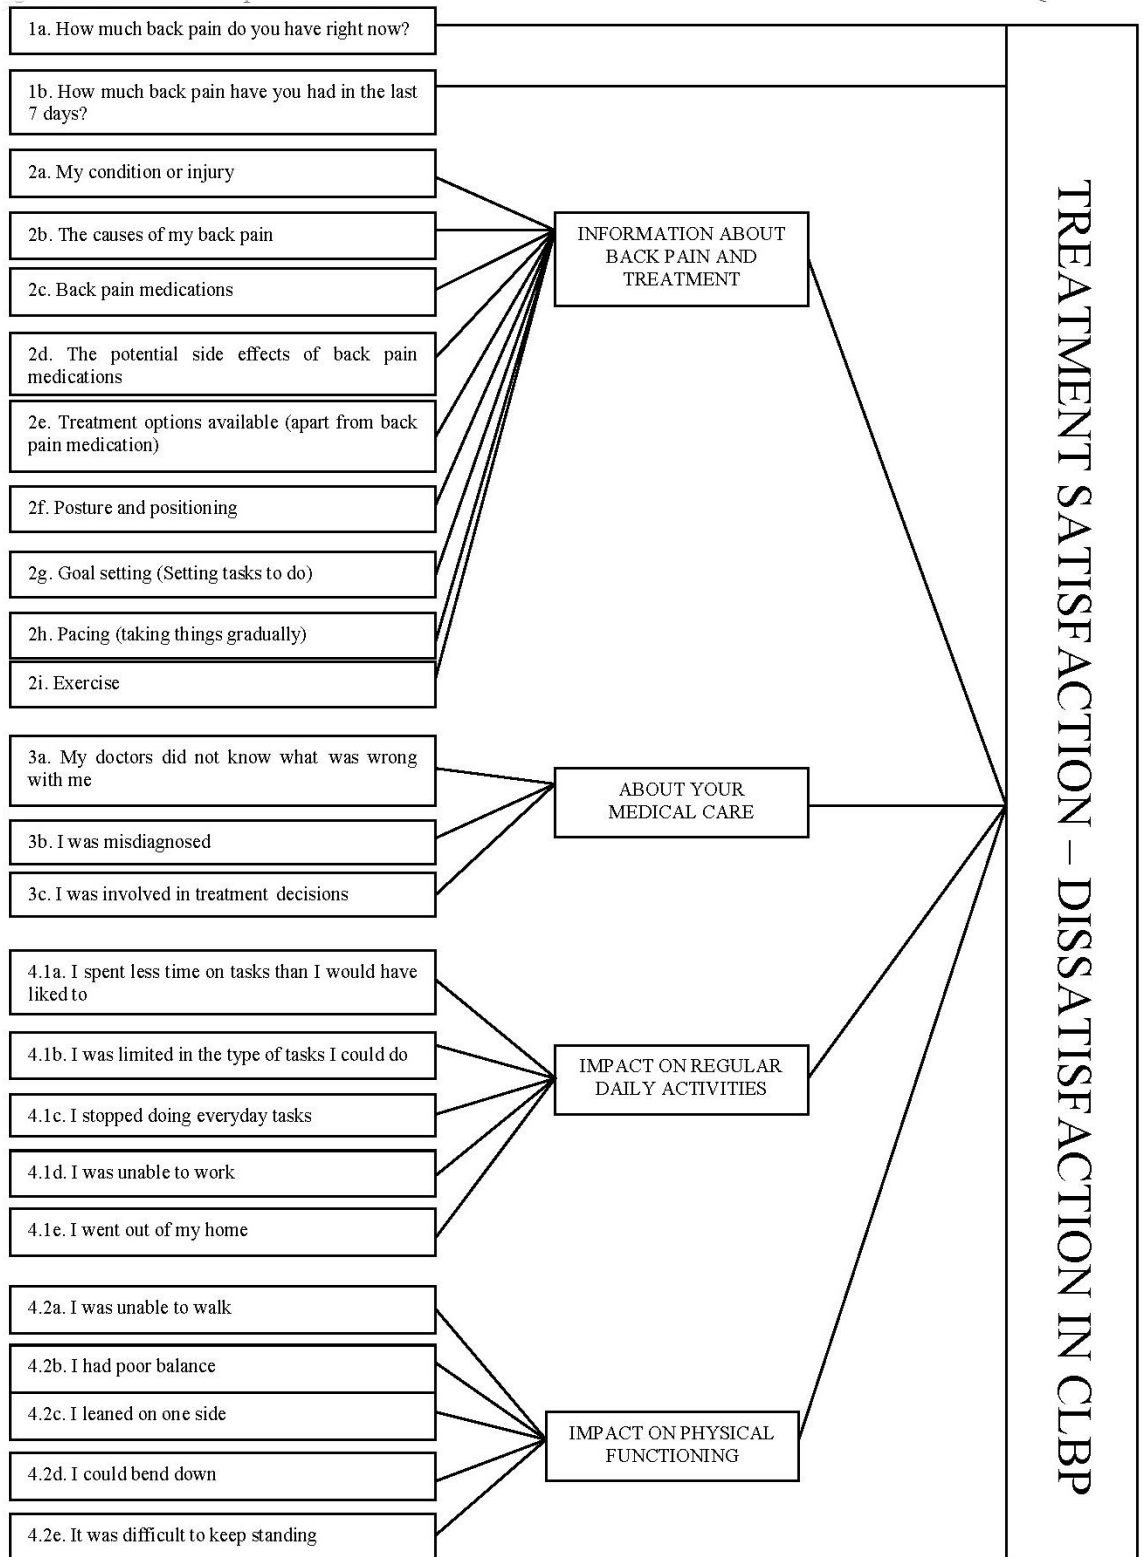 1a. How much back pain do you have right now?
1b. How much back pain have you had in the last
7 days?
2a. My condition or injury
2b. The causes of my back pain
2c. Back pain medications
2d. The potential side effects of back pain
medications
2e. Treatment options available (apart from back
pain medication)
2f. Posture and positioning
2g. Goal setting (Setting tasks to do)
2h. Pacing (taking things gradually)
2i. Exercise
INFORMATION ABOUT
BACK PAIN AND
TREATMENT
3a. My doctors did not know what was wrong
with me
3b. I was misdiagnosed
3c. I was involved in treatment decisions
ABOUT YOUR
MEDICAL CARE
4.1a. I spent less time on tasks than I would have
liked to
4.1b. I was limited in the type of tasks I could do
4.1c. I stopped doing everyday tasks
4.1d. I was unable to work
4.1e. I went out of my home
IMPACT ON REGULAR
DAILY ACTIVITIES
4.2a. I was unable to walk
4.2b. I had poor balance
4.2c. I leaned on one side
4.2d. I could bend down
4.2e. It was difficult to keep standing
IMPACT ON PHYSICAL
FUNCTIONING
TREATMENT SATISFACTION – DISSATISFACTION IN CLBP